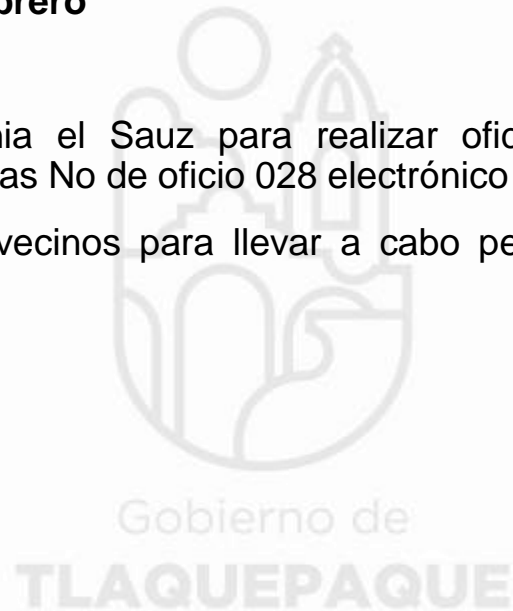 brero
nia el Sauz para realizar ofic
as No de oficio 028 electrónico
vecinos para llevar a cabo pe
Gobierno de
TLAQUEPAQUE